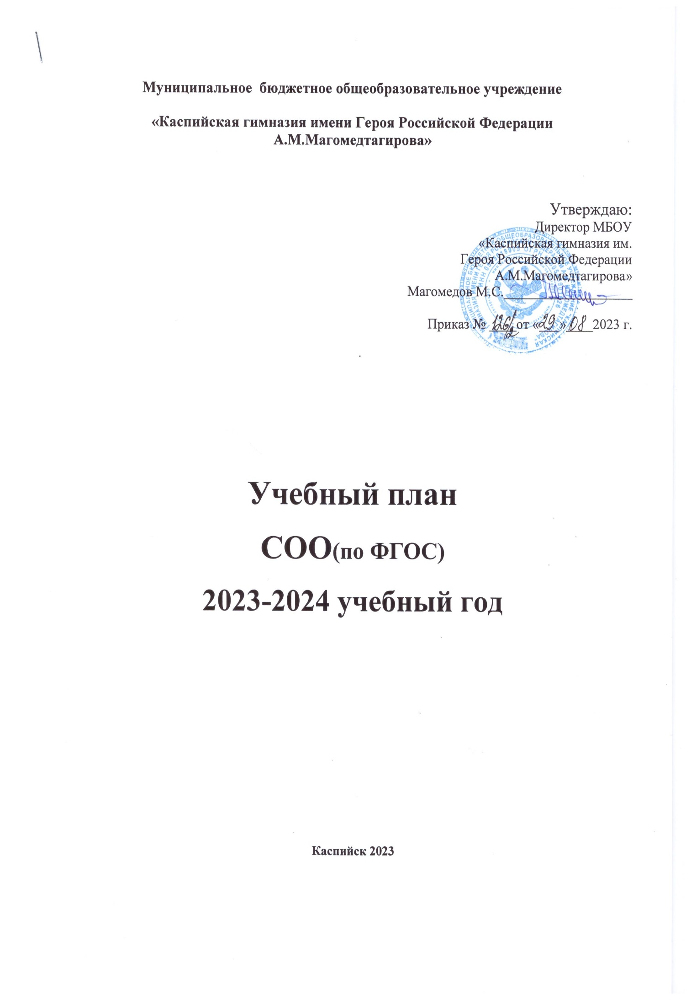 Муниципальное бюджетное общеобразовательное учреждение
«Каспийская гимназия имени Героя Российской Федерации
А.М.Магомедтагирова»
Утверждаю:
Директор МБОУ
«Каспийская гимназия им.
Героя Российской Федерации
А.М.Магомедтагирова»
Магомедов М.С.
Приказ № 126/2 от «29» 08 2023 г.
Учебный план
СОО(по ФГОС)
2023-2024 учебный год
Каспийск 2023